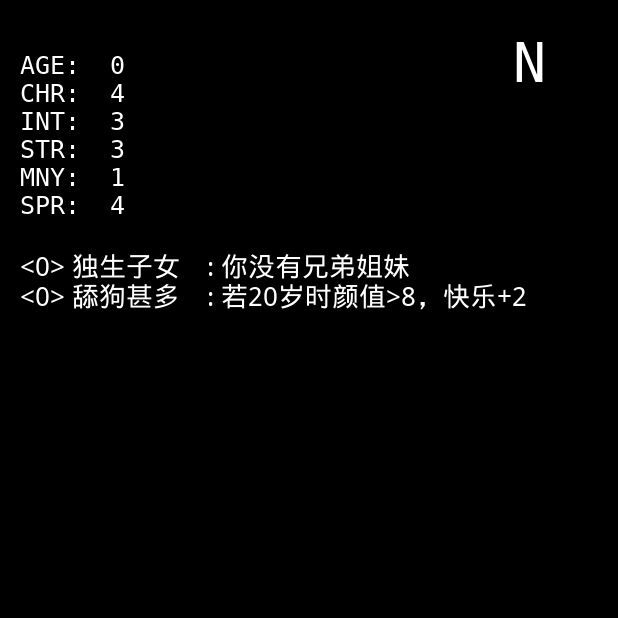 N
AGE: 0
CHR: 4
INT: 3
STR: 3
MNY: 1
SPR: 4
<O> 独生子女 : 你没有兄弟姐妹
<O> 舔狗甚多 : 若20岁时颜值>8，快乐+2